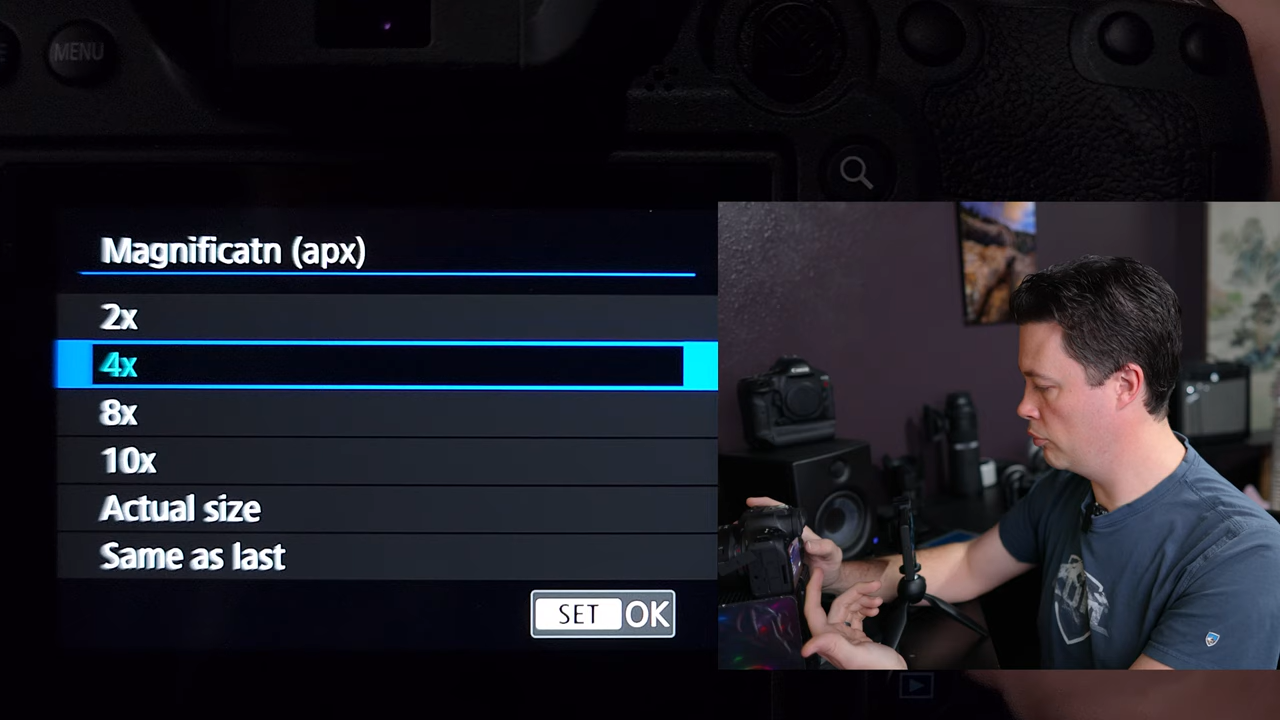 MENU
Magnificatn (apx)
2x
4x
8x
10x
Actual size
Same as last
SET OK